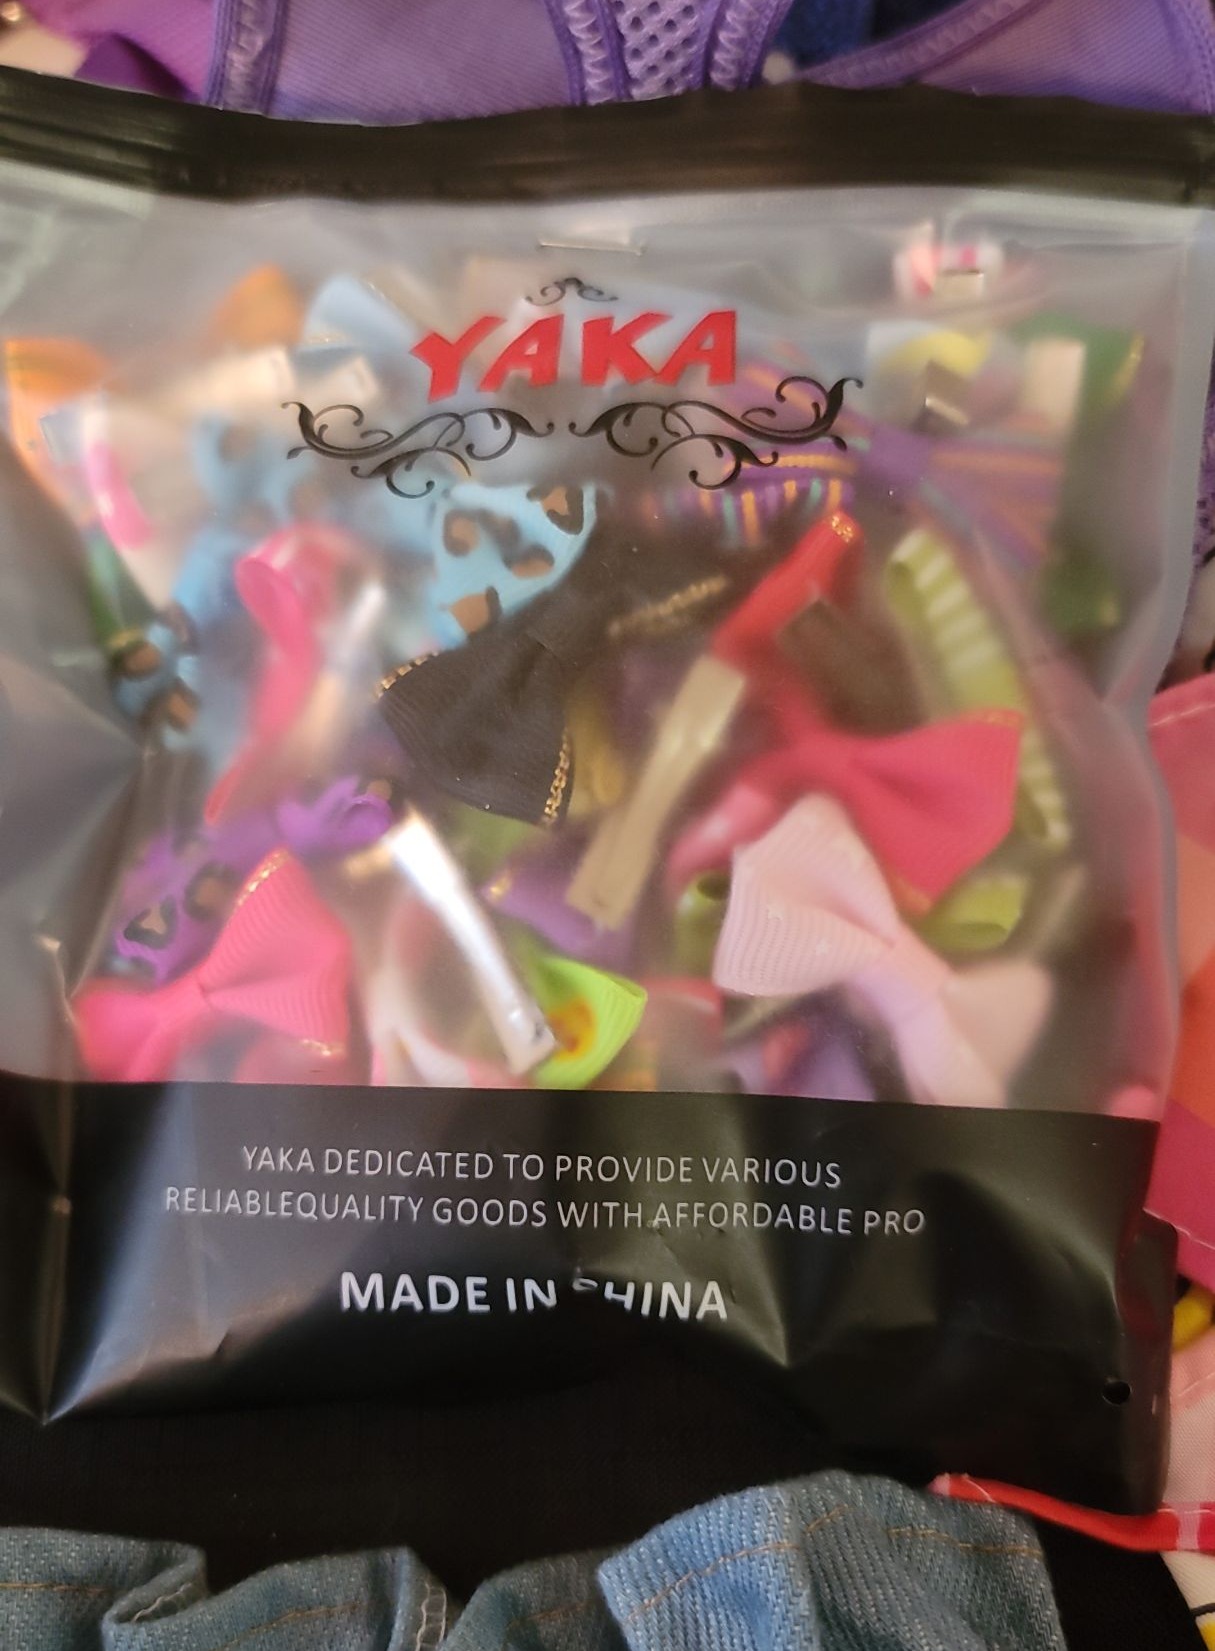 YAKA
YAKA DEDICATED TO PROVIDE VARIOUS
RELIABLEQUALITY GOODS WITH AFFORDABLE PRO
MADE IN CHINA